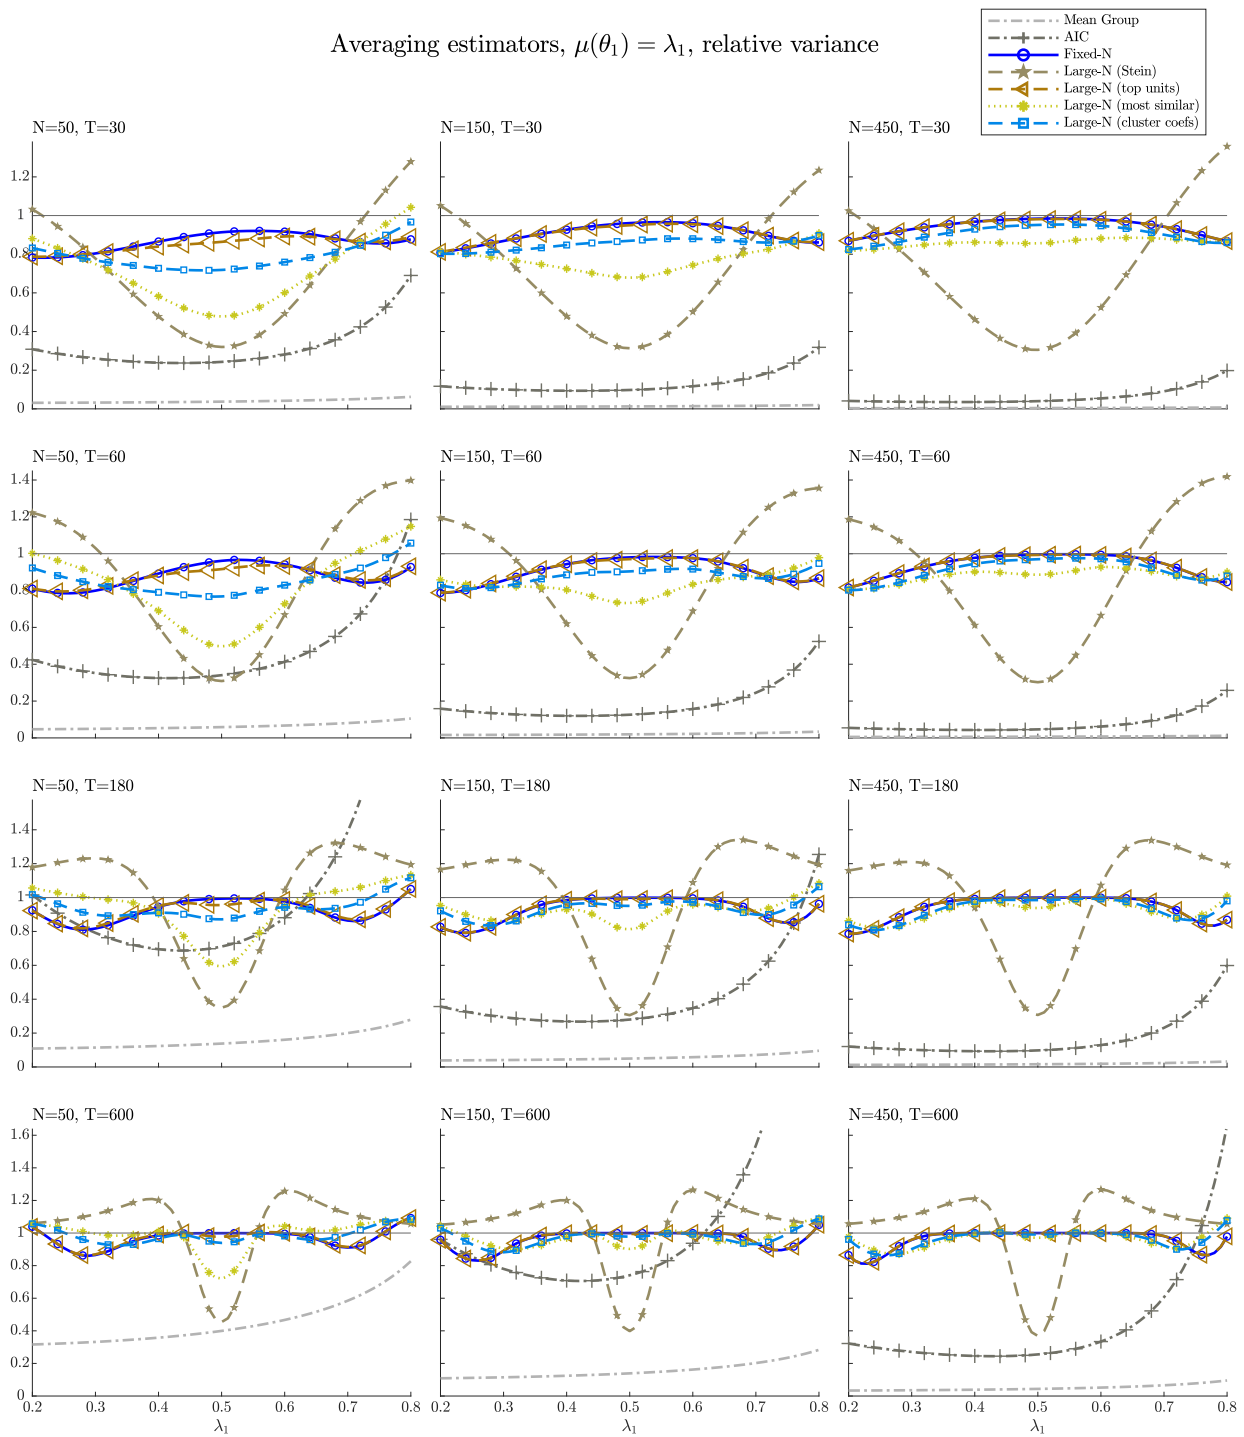 Averaging estimators, μ(θ₁) = λ₁, relative variance
Mean Group
AIC
Fixed-N
Large-N (Stein)
Large-N (top units)
Large-N (most similar)
Large-N (cluster coefs)
N=50, T=30
N=150, T=30
N=450, T=30
1.2
1
0.8
0.6
0.4
0.2
0
N=50, T=60
N=150, T=60
N=450, T=60
1.4
1.2
1
0.8
0.6
0.4
0.2
0
N=50, T=180
N=150, T=180
N=450, T=180
1.4
1.2
1
0.8
0.6
0.4
0.2
0
N=50, T=600
N=150, T=600
N=450, T=600
1.6
1.4
1.2
1
0.8
0.6
0.4
0.2
0
0.2 0.3 0.4 0.5 0.6 0.7 0.8
0.2 0.3 0.4 0.5 0.6 0.7 0.8
0.2 0.3 0.4 0.5 0.6 0.7 0.8
λ₁
λ₁
λ₁